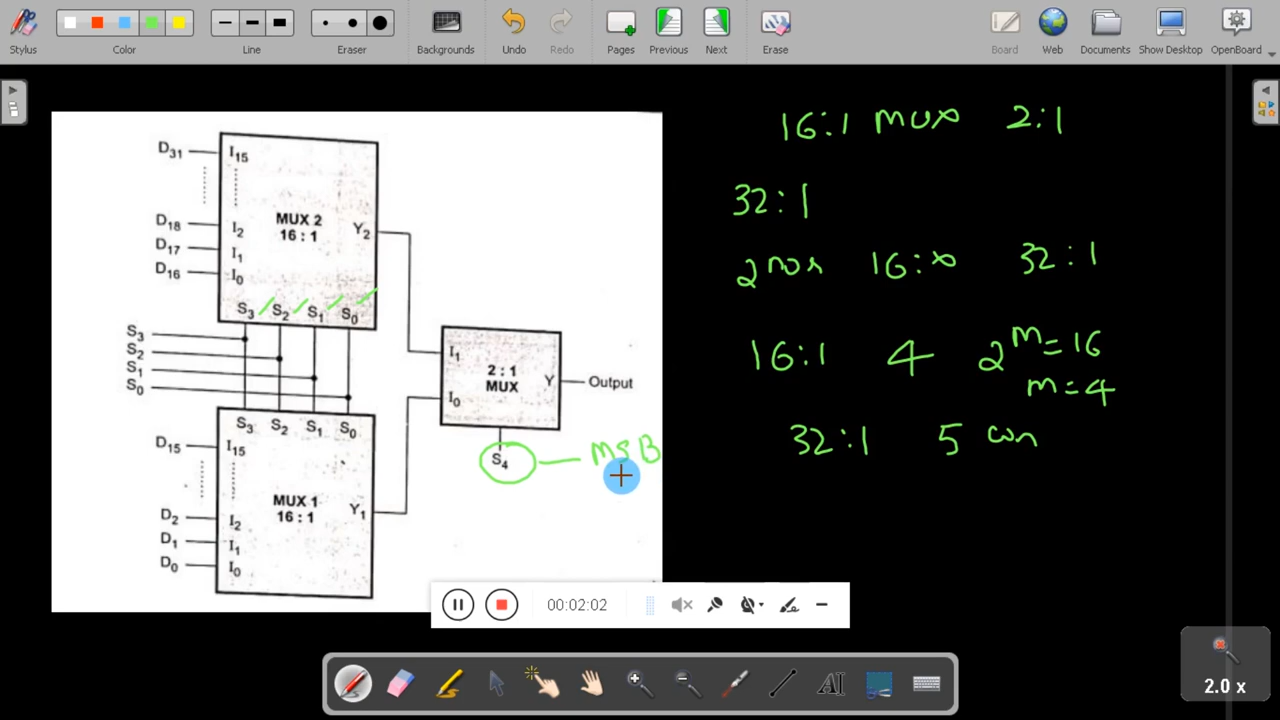 Stylus
Color
Line
Eraser
Backgrounds
Undo
Redo
Pages
Previous
Next
Erase
Board
Web
Documents
Show Desktop
OpenBoard
D31
I15
D18
I2
D17
I1
D16
I0
MUX 2
16 : 1
Y2
S3 S2 S1 S0
S3
S2
S1
S0
S3 S2 S1 S0
D15
I15
D2
I2
D1
I1
D0
I0
MUX 1
16 : 1
Y1
I1
I0
2 : 1
MUX
Y
Output
S4
MSB
16:1 mux 2:1
32:1
2 nos 16:∞ 32:1
16:1 4 2^m=16
m=4
32:1 5 con
00:02:02
2.0 x